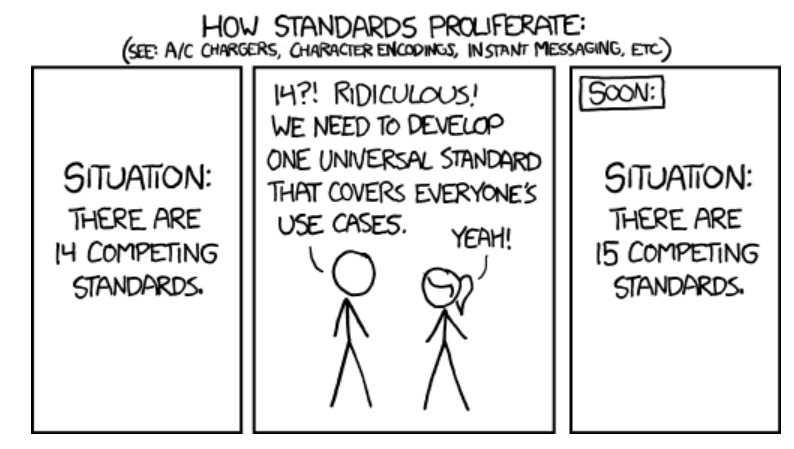 HOW STANDARDS PROLIFERATE:
(SEE: A/C CHARGERS, CHARACTER ENCODINGS, INSTANT MESSAGING, ETC.)
SITUATION:
THERE ARE
14 COMPETING
STANDARDS.
14?! RIDICULOUS!
WE NEED TO DEVELOP
ONE UNIVERSAL STANDARD
THAT COVERS EVERYONE'S
USE CASES.
YEAH!
SOON:
SITUATION:
THERE ARE
15 COMPETING
STANDARDS.